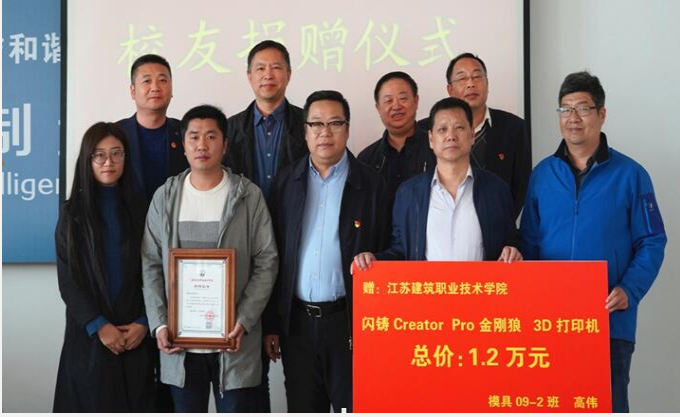 校友捐赠仪式
和谐
制
lligen
赠：江苏建筑职业技术学院
闪铸 Creator Pro 金刚狼 3D 打印机
总价：1.2 万元
模具 09-2 班 高伟